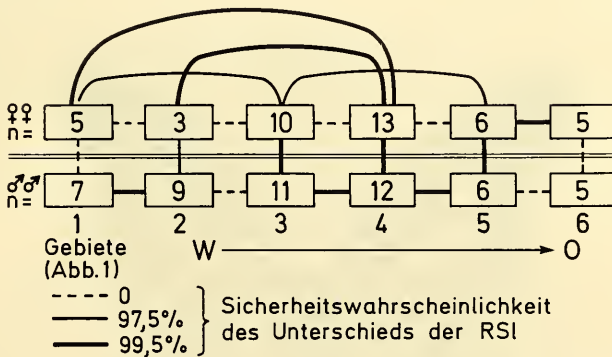 ♀♀
n=
5 3 10 13 6 5
♂♂
n=
7 9 11 12 6 5
1 2 3 4 5 6
Gebiete
W O
(Abb.1)
0
97,5%
99,5%
Sicherheitswahrscheinlichkeit
des Unterschieds der RSI